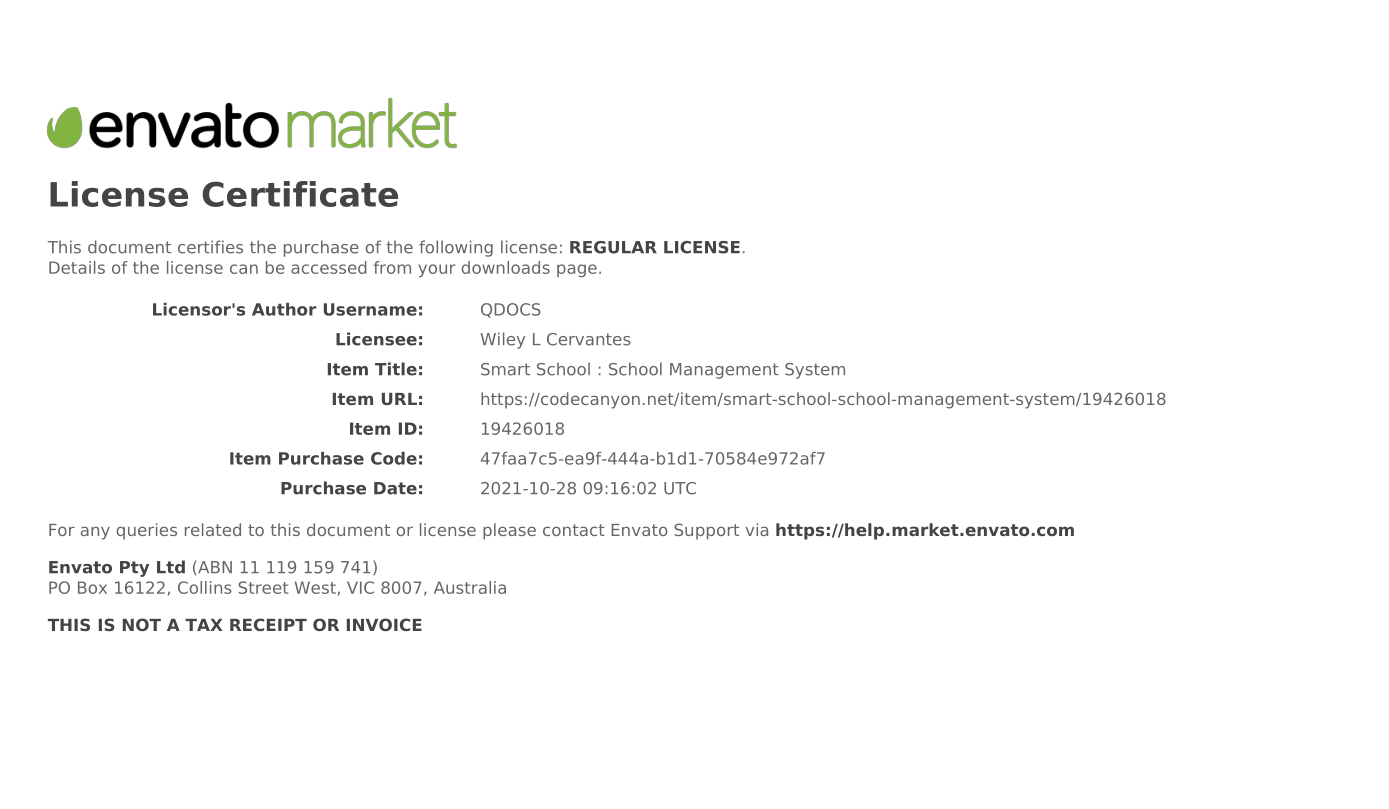 envato market
License Certificate
This document certifies the purchase of the following license: REGULAR LICENSE.
Details of the license can be accessed from your downloads page.
Licensor's Author Username: QDOCS
Licensee: Wiley L Cervantes
Item Title: Smart School : School Management System
Item URL: https://codecanyon.net/item/smart-school-school-management-system/19426018
Item ID: 19426018
Item Purchase Code: 47faa7c5-ea9f-444a-b1d1-70584e972af7
Purchase Date: 2021-10-28 09:16:02 UTC
For any queries related to this document or license please contact Envato Support via https://help.market.envato.com
Envato Pty Ltd (ABN 11 119 159 741)
PO Box 16122, Collins Street West, VIC 8007, Australia
THIS IS NOT A TAX RECEIPT OR INVOICE